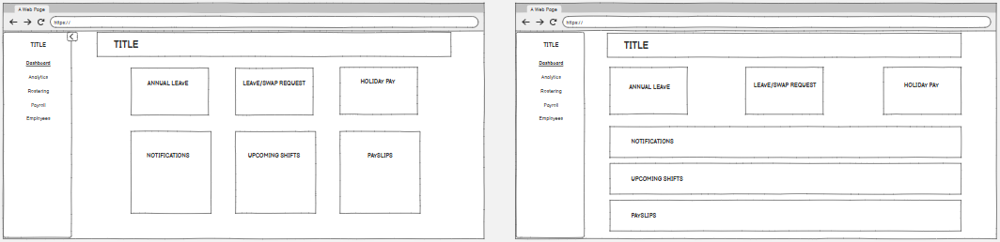 A Web Page
https://
TITLE
Dashboard
Analytics
Rostering
Payroll
Employees
TITLE
ANNUAL LEAVE
LEAVE/SWAP REQUEST
HOLIDAY PAY
NOTIFICATIONS
UPCOMING SHIFTS
PAYSLIPS
A Web Page
https://
TITLE
Dashboard
Analytics
Rostering
Payroll
Employees
TITLE
ANNUAL LEAVE
LEAVE/SWAP REQUEST
HOLIDAY PAY
NOTIFICATIONS
UPCOMING SHIFTS
PAYSLIPS